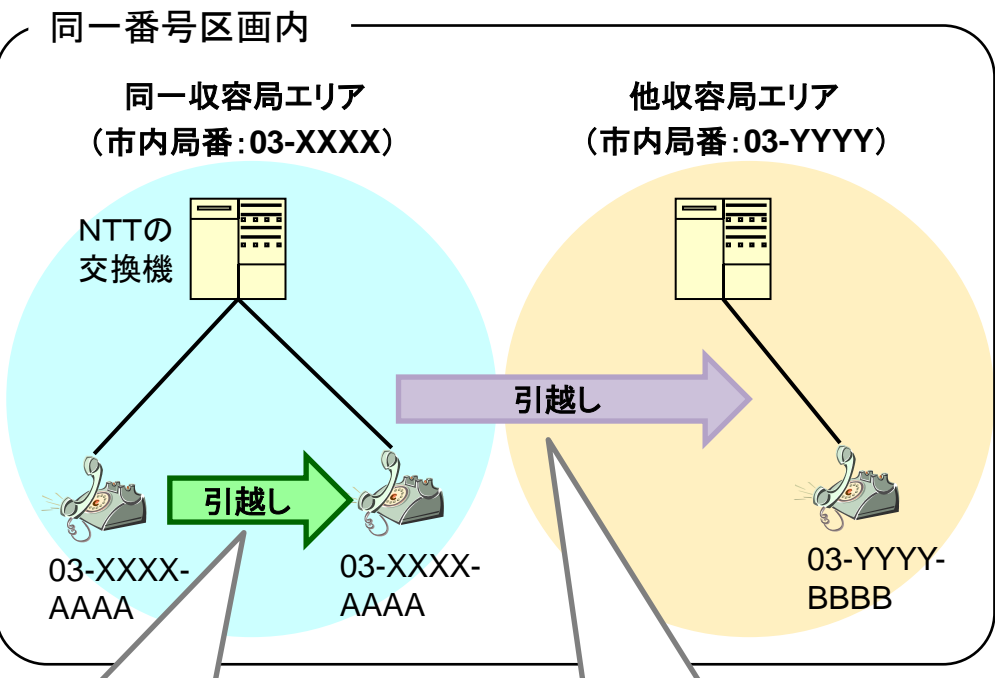 同一番号区画内
同一収容局エリア
（市内局番：03-XXXX）
他収容局エリア
（市内局番：03-YYYY）
NTTの
交換機
引越し
引越し
03-XXXX-
AAAA
03-XXXX-
AAAA
03-YYYY-
BBBB